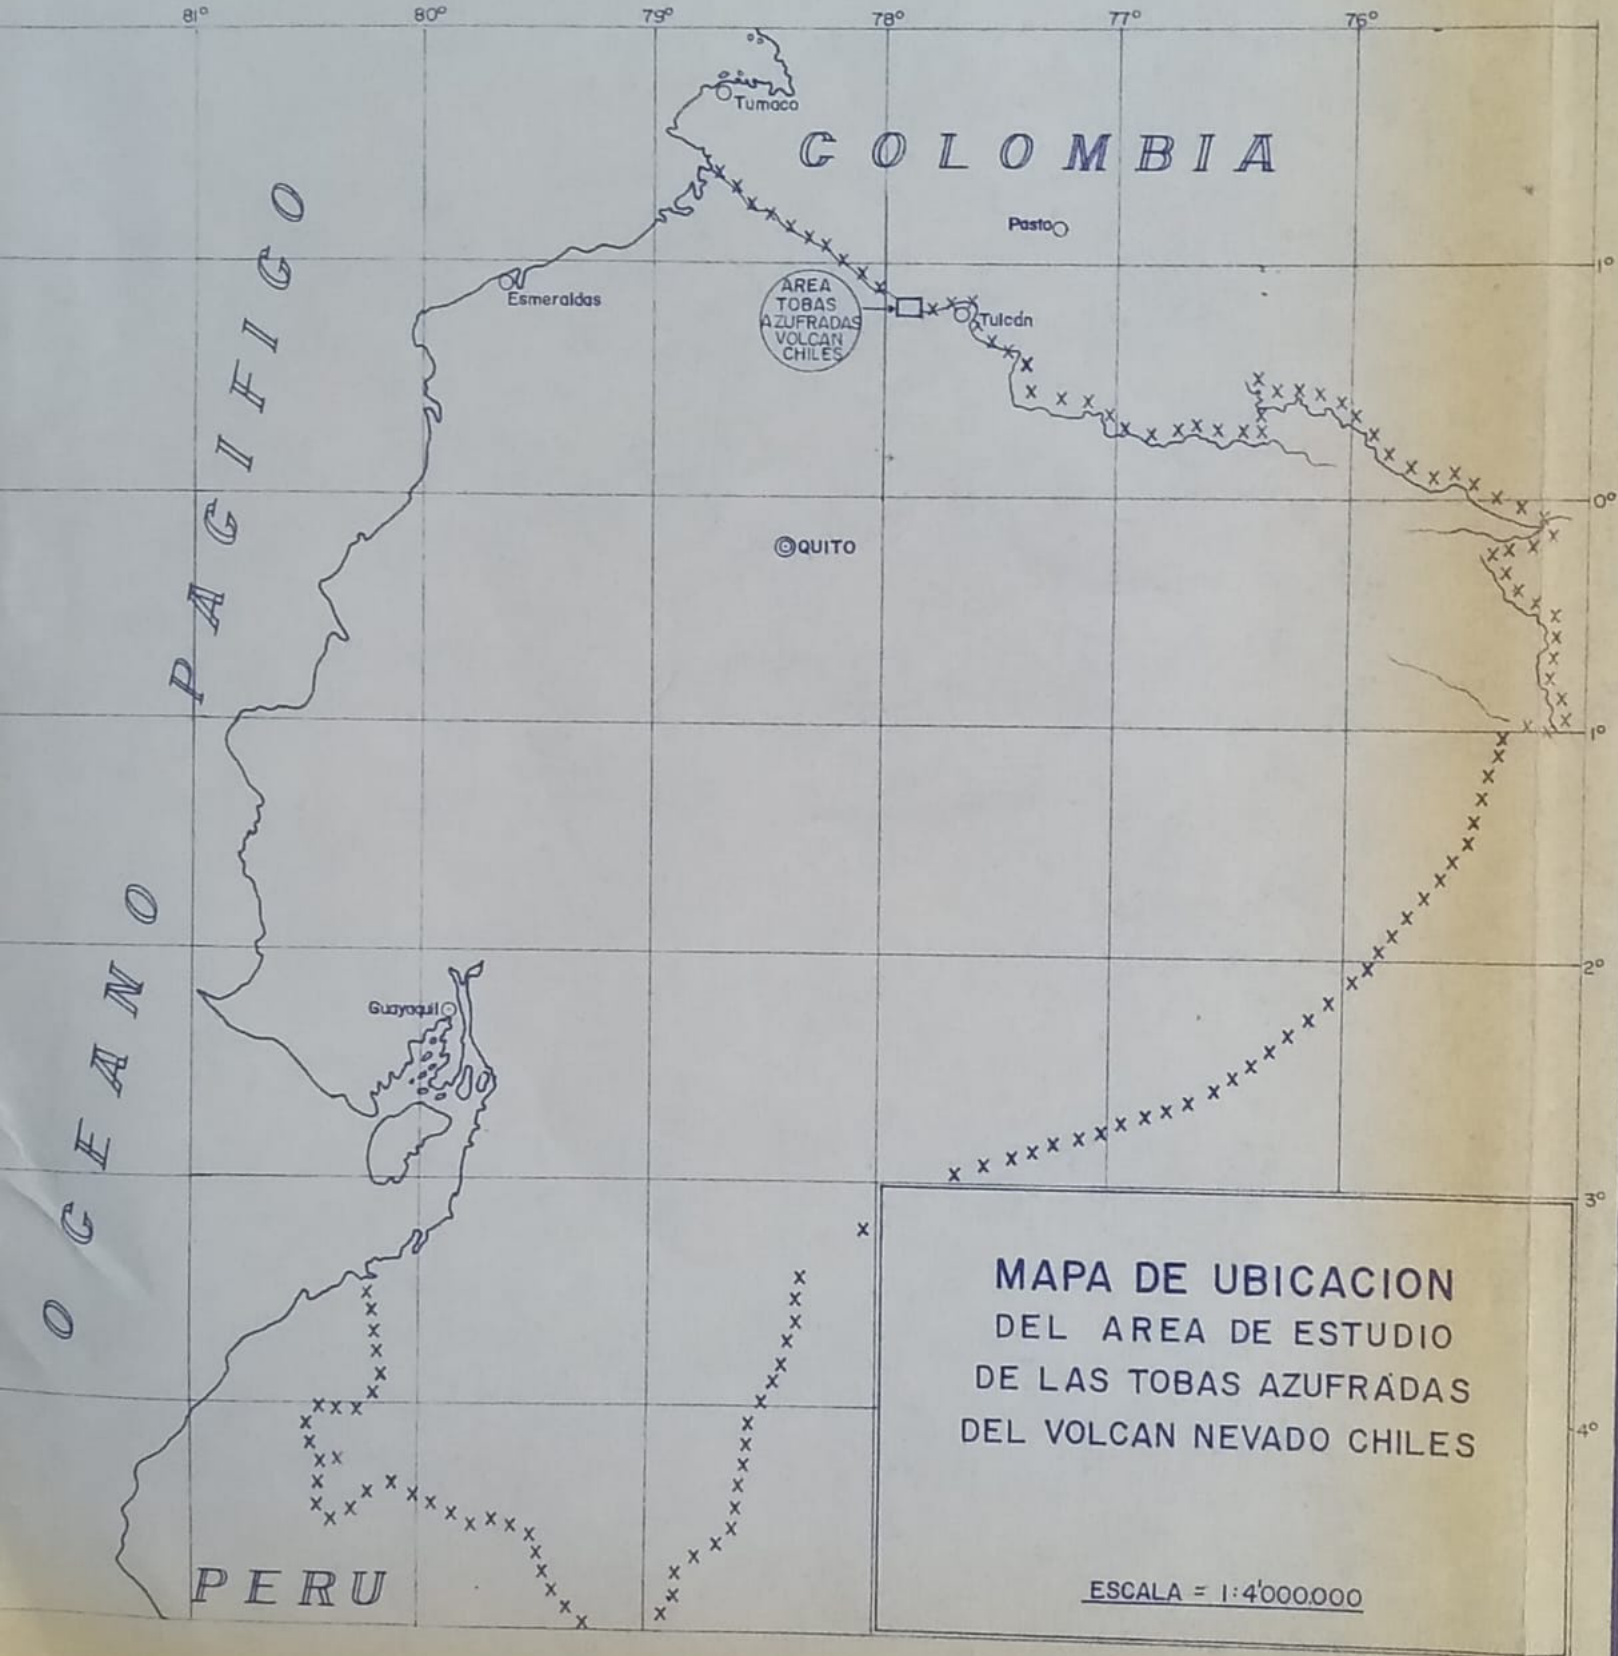 81° 80° 79° 78° 77° 76°
Tumaco
COLOMBIA
Pasto
1°
Esmeraldas
AREA
TOBAS
AZUFRADAS
VOLCAN
CHILES
Tulcán
0°
QUITO
OCEANO PACIFICO
1°
2°
Guayaquil
3°
MAPA DE UBICACION
DEL AREA DE ESTUDIO
DE LAS TOBAS AZUFRADAS
DEL VOLCAN NEVADO CHILES
4°
PERU
ESCALA = 1:4'000.000